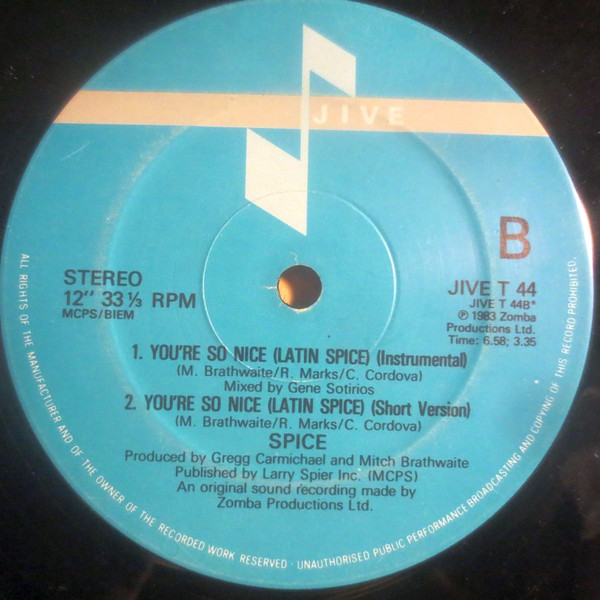 JIVE
B
STEREO
12" 33 ⅓ RPM
MCPS/BIEM
JIVE T 44
JIVE T 44B*
℗ 1983 Zomba
Productions Ltd.
Time: 6.58; 3.35
1. YOU'RE SO NICE (LATIN SPICE) (Instrumental)
(M. Brathwaite/R. Marks/C. Cordova)
Mixed by Gene Sotirios
2. YOU'RE SO NICE (LATIN SPICE) (Short Version)
(M. Brathwaite/R. Marks/C. Cordova)
SPICE
Produced by Gregg Carmichael and Mitch Brathwaite
Published by Larry Spier Inc. (MCPS)
An original sound recording made by
Zomba Productions Ltd.
ALL RIGHTS OF THE MANUFACTURER AND OF THE OWNER OF THE RECORDED WORK RESERVED · UNAUTHORISED PUBLIC PERFORMANCE BROADCASTING AND COPYING OF THIS RECORD PROHIBITED.